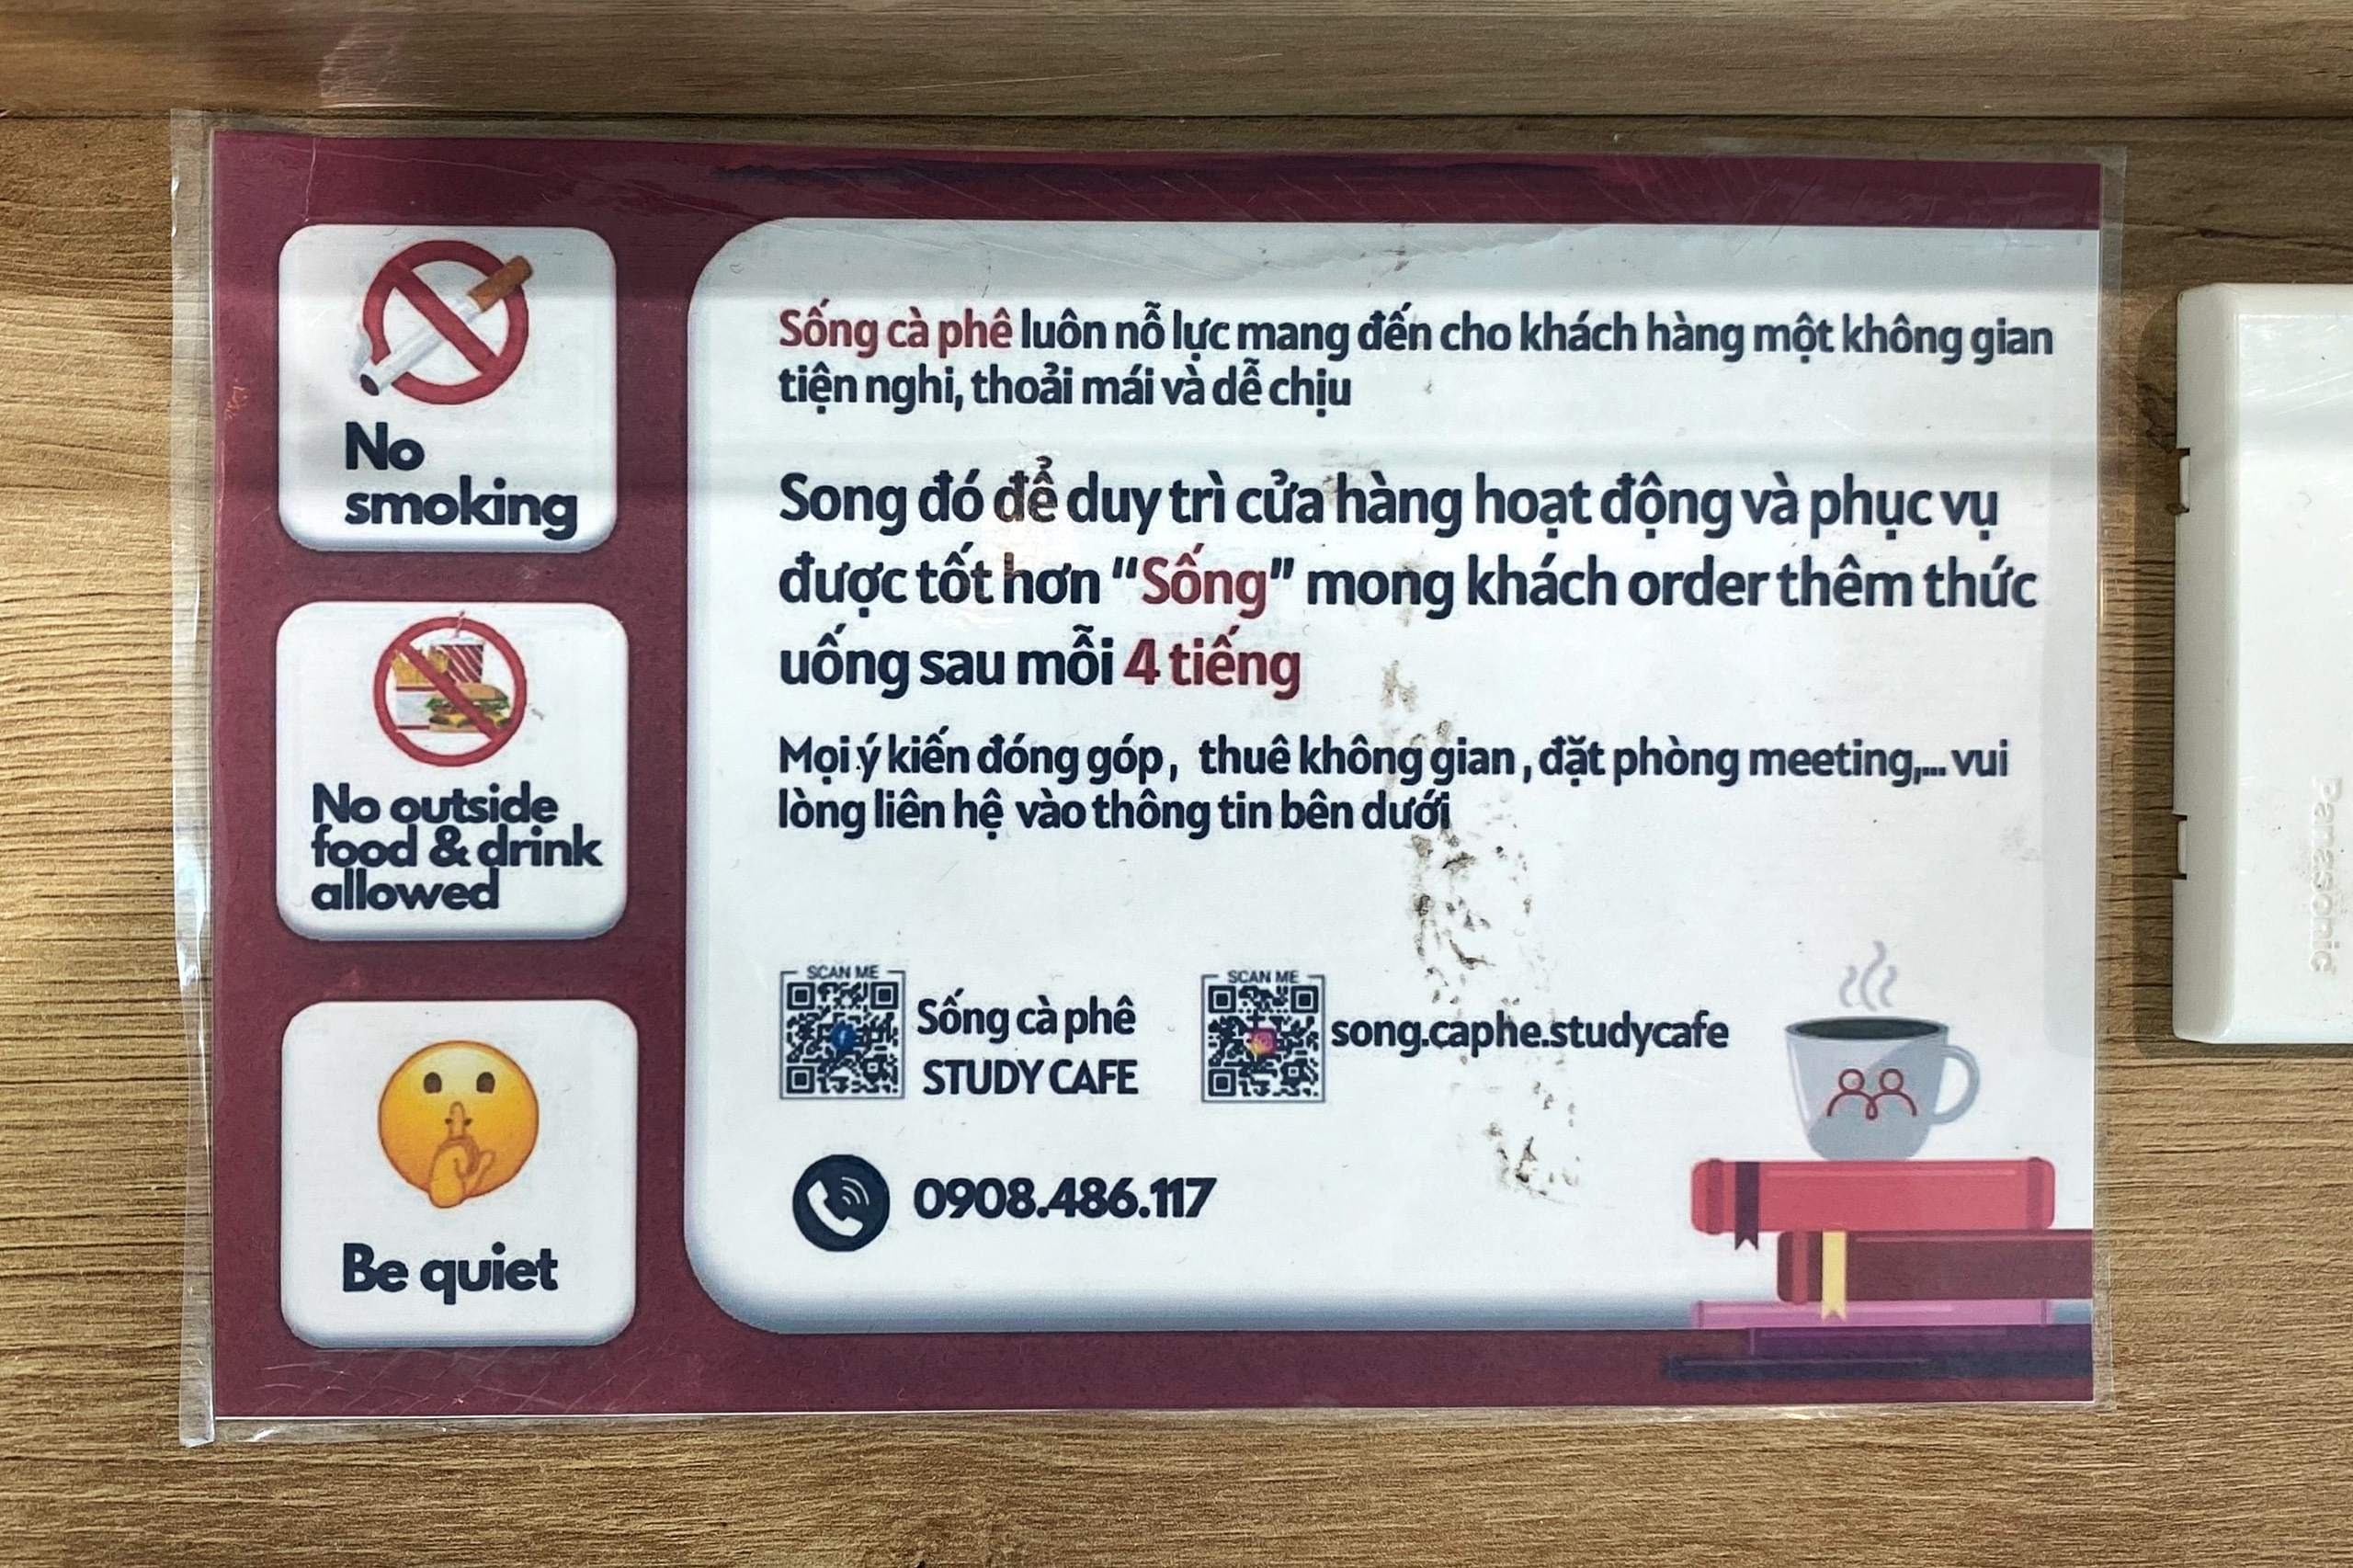 No
smoking
No outside
food & drink
allowed
Be quiet
Sống cà phê luôn nỗ lực mang đến cho khách hàng một không gian
tiện nghi, thoải mái và dễ chịu
Song đó để duy trì cửa hàng hoạt động và phục vụ
được tốt hơn “Sống” mong khách order thêm thức
uống sau mỗi 4 tiếng
Mọi ý kiến đóng góp, thuê không gian, đặt phòng meeting,... vui
lòng liên hệ vào thông tin bên dưới
SCAN ME
Sống cà phê
STUDY CAFE
SCAN ME
song.caphe.studycafe
0908.486.117
Panasonic